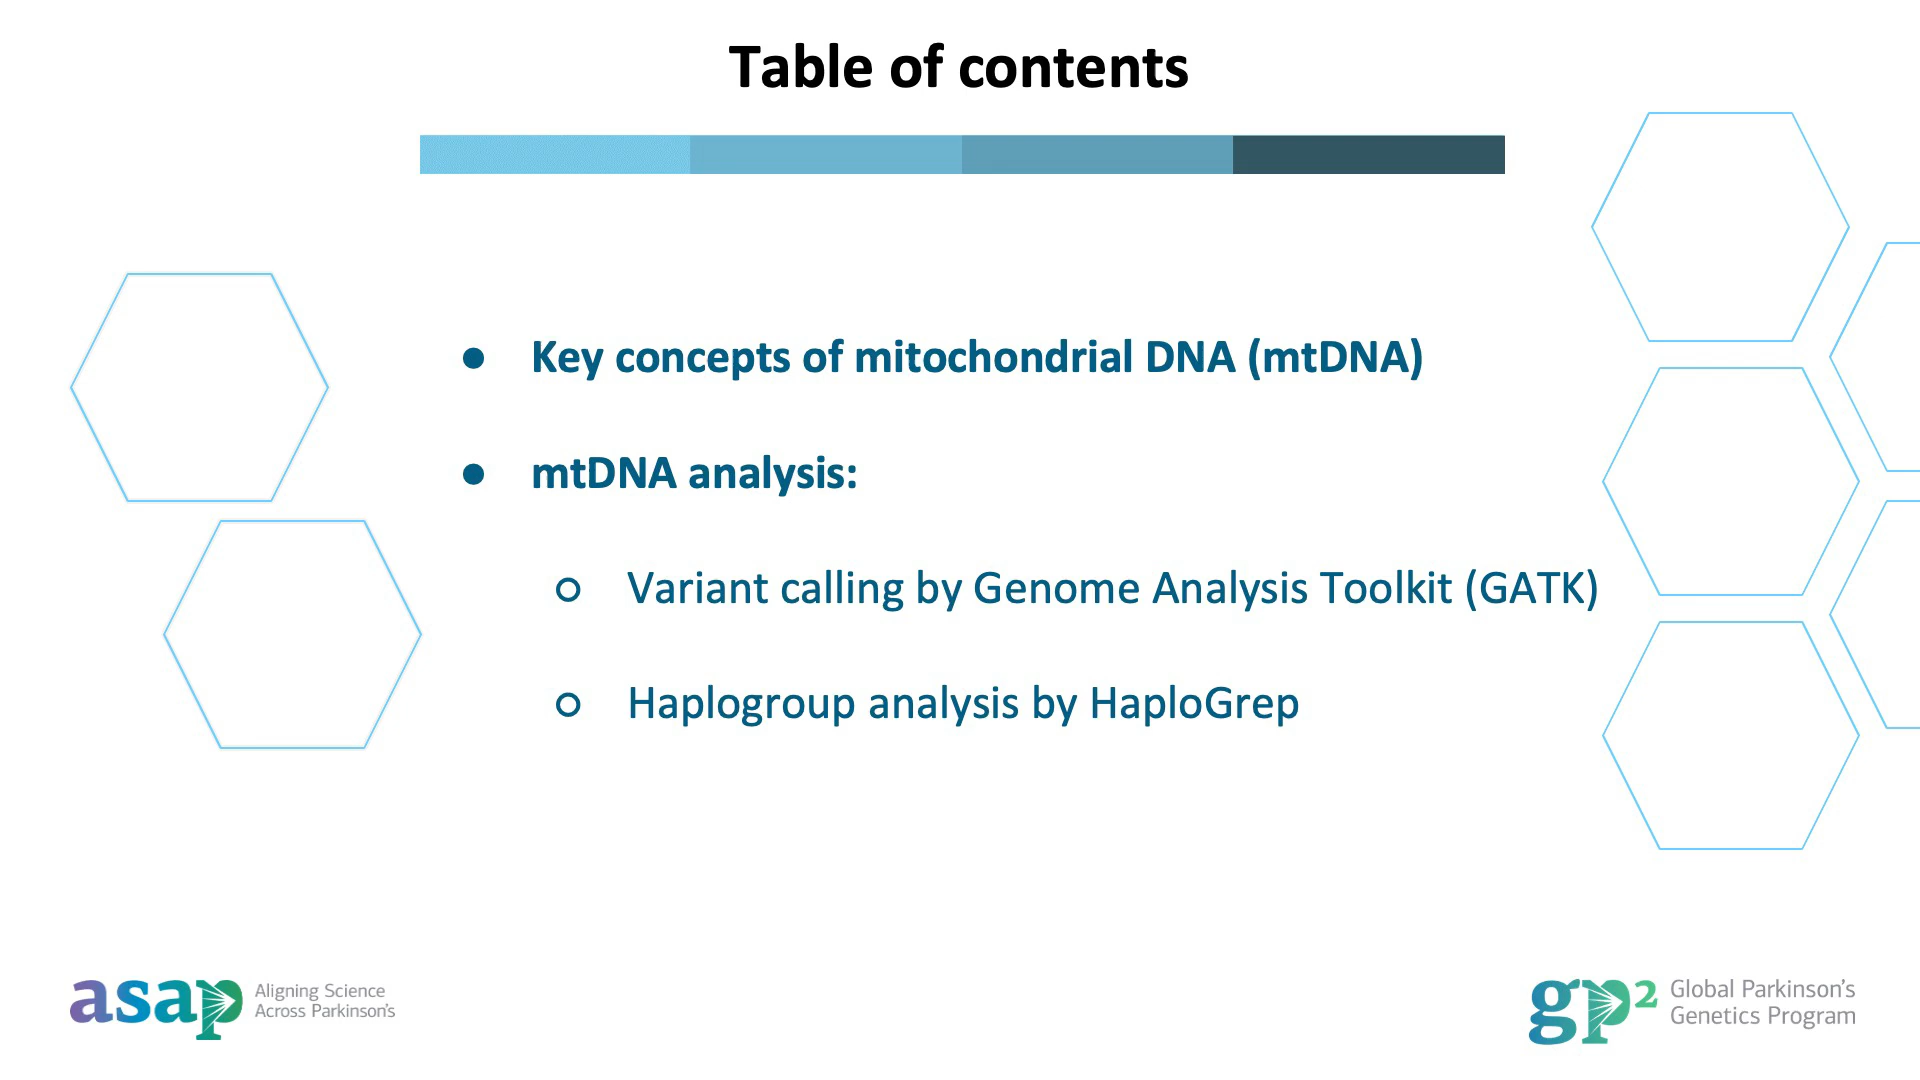 Table of contents
● Key concepts of mitochondrial DNA (mtDNA)
● mtDNA analysis:
○ Variant calling by Genome Analysis Toolkit (GATK)
○ Haplogroup analysis by HaploGrep
asap Aligning Science
Across Parkinson's
gp2 Global Parkinson's
Genetics Program